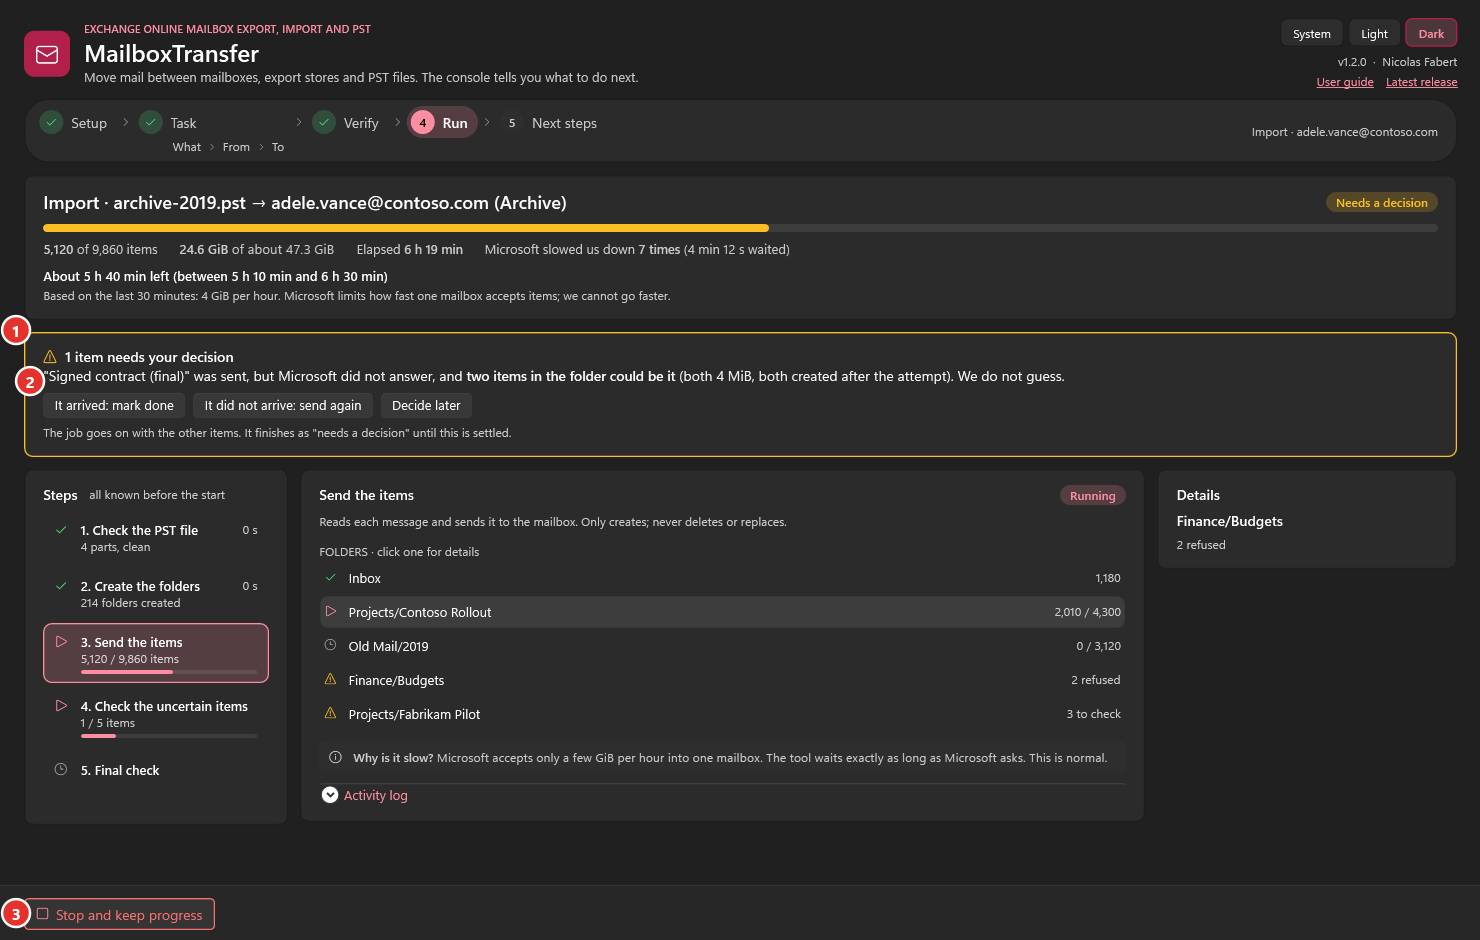 EXCHANGE ONLINE MAILBOX EXPORT, IMPORT AND PST
MailboxTransfer
Move mail between mailboxes, export stores and PST files. The console tells you what to do next.
System
Light
Dark
v1.2.0 · Nicolas Fabert
User guide
Latest release
Setup
Task
Verify
4 Run
5 Next steps
What
From
To
Import · adele.vance@contoso.com
Import · archive-2019.pst → adele.vance@contoso.com (Archive)
Needs a decision
5,120 of 9,860 items
24.6 GiB of about 47.3 GiB
Elapsed 6 h 19 min
Microsoft slowed us down 7 times (4 min 12 s waited)
About 5 h 40 min left (between 5 h 10 min and 6 h 30 min)
Based on the last 30 minutes: 4 GiB per hour. Microsoft limits how fast one mailbox accepts items; we cannot go faster.
1
1 item needs your decision
2
"Signed contract (final)" was sent, but Microsoft did not answer, and two items in the folder could be it (both 4 MiB, both created after the attempt). We do not guess.
It arrived: mark done
It did not arrive: send again
Decide later
The job goes on with the other items. It finishes as "needs a decision" until this is settled.
Steps all known before the start
1. Check the PST file 0 s
4 parts, clean
2. Create the folders 0 s
214 folders created
3. Send the items
5,120 / 9,860 items
4. Check the uncertain items
1 / 5 items
5. Final check
Send the items
Running
Reads each message and sends it to the mailbox. Only creates; never deletes or replaces.
FOLDERS · click one for details
Inbox 1,180
Projects/Contoso Rollout 2,010 / 4,300
Old Mail/2019 0 / 3,120
Finance/Budgets 2 refused
Projects/Fabrikam Pilot 3 to check
Why is it slow? Microsoft accepts only a few GiB per hour into one mailbox. The tool waits exactly as long as Microsoft asks. This is normal.
Activity log
Details
Finance/Budgets
2 refused
3
Stop and keep progress